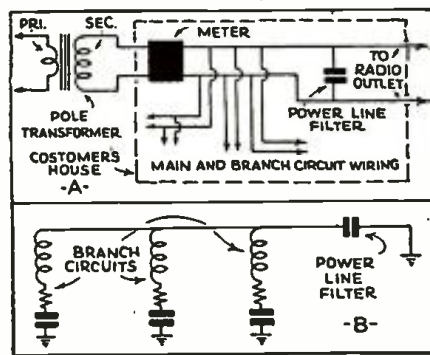 PRI.
SEC.
METER
TO
RADIO
OUTLET
POLE
TRANSFORMER
POWER LINE
FILTER
COSTOMERS
HOUSE
-A-
MAIN AND BRANCH CIRCUIT WIRING
BRANCH
CIRCUITS
POWER
LINE
FILTER
-B-